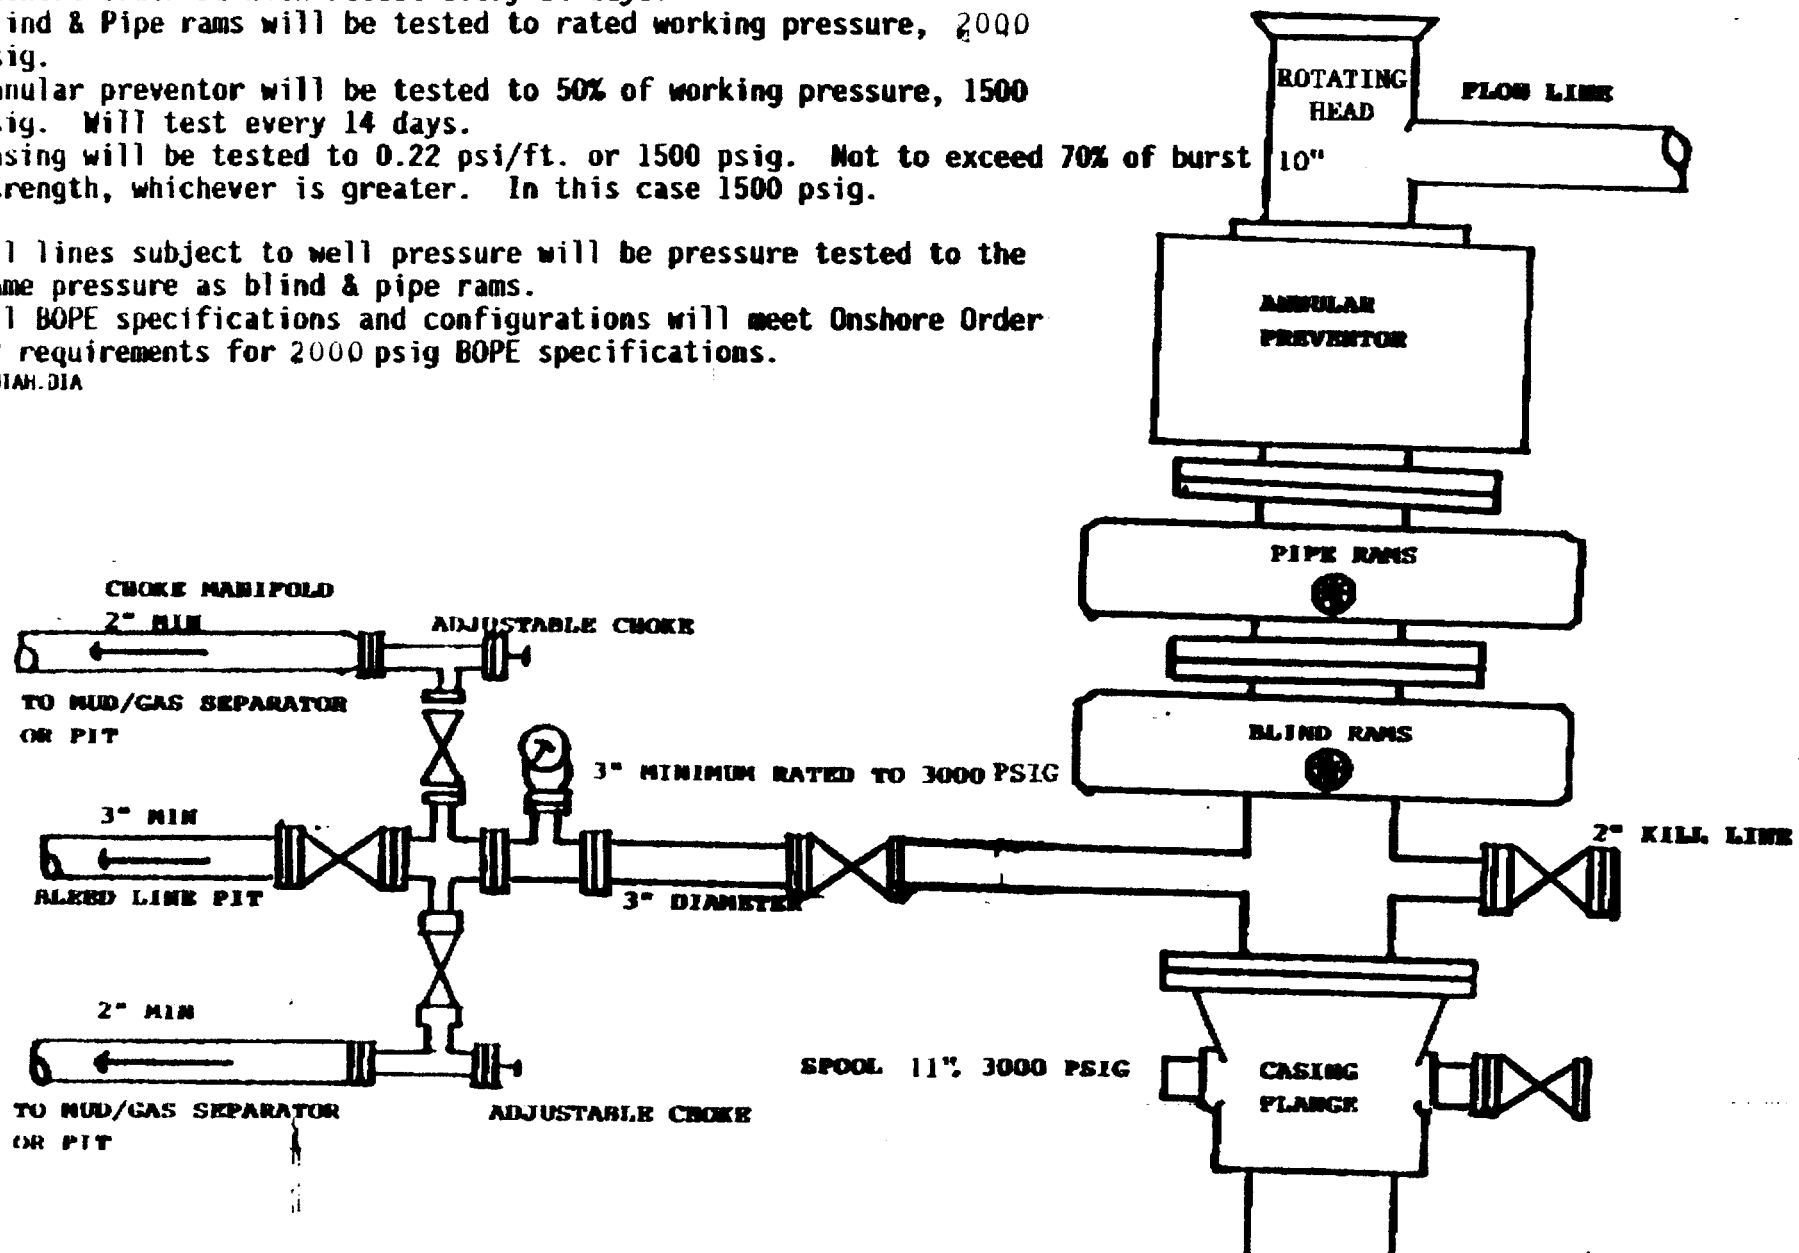 ind & Pipe rams will be tested to rated working pressure, 2000
ig.
nular preventor will be tested to 50% of working pressure, 1500
ig. Will test every 14 days.
sing will be tested to 0.22 psi/ft. or 1500 psig. Not to exceed 70% of burst
rength, whichever is greater. In this case 1500 psig.
l lines subject to well pressure will be pressure tested to the
me pressure as blind & pipe rams.
l BOPE specifications and configurations will meet Onshore Order
requirements for 2000 psig BOPE specifications.
IAH.DIA
ROTATING
HEAD
FLOW LINE
10"
ANNULAR
PREVENTOR
PIPE RAMS
CHOKE MANIFOLD
2" MIN
ADJUSTABLE CHOKE
TO MUD/GAS SEPARATOR
OR PIT
BLIND RAMS
3" MINIMUM RATED TO 3000 PSIG
3" MIN
2" KILL LINE
BLEED LINE PIT
3" DIAMETER
2" MIN
SPOOL 11", 3000 PSIG
CASING
FLANGE
TO MUD/GAS SEPARATOR
OR PIT
ADJUSTABLE CHOKE